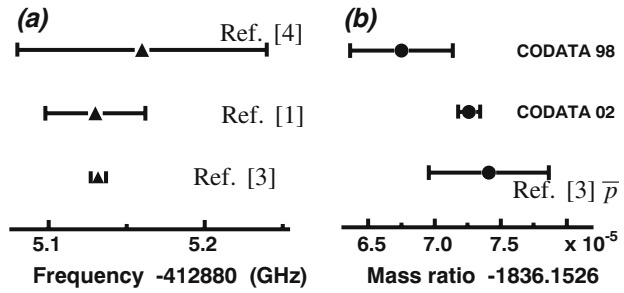 (a)
Ref. [4]
Ref. [1]
Ref. [3]
5.1 5.2
Frequency -412880 (GHz)
(b)
CODATA 98
CODATA 02
Ref. [3] p̅
6.5 7.0 7.5 x 10⁻⁵
Mass ratio -1836.1526